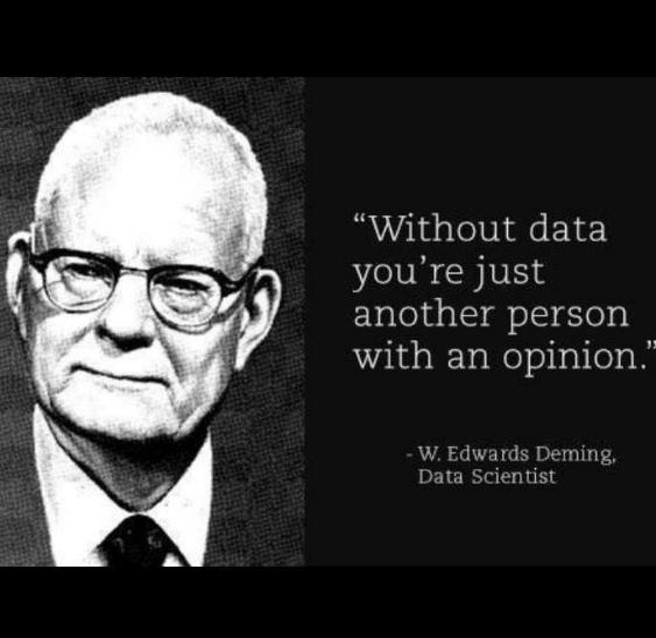 “Without data
you’re just
another person
with an opinion.”
- W. Edwards Deming,
Data Scientist